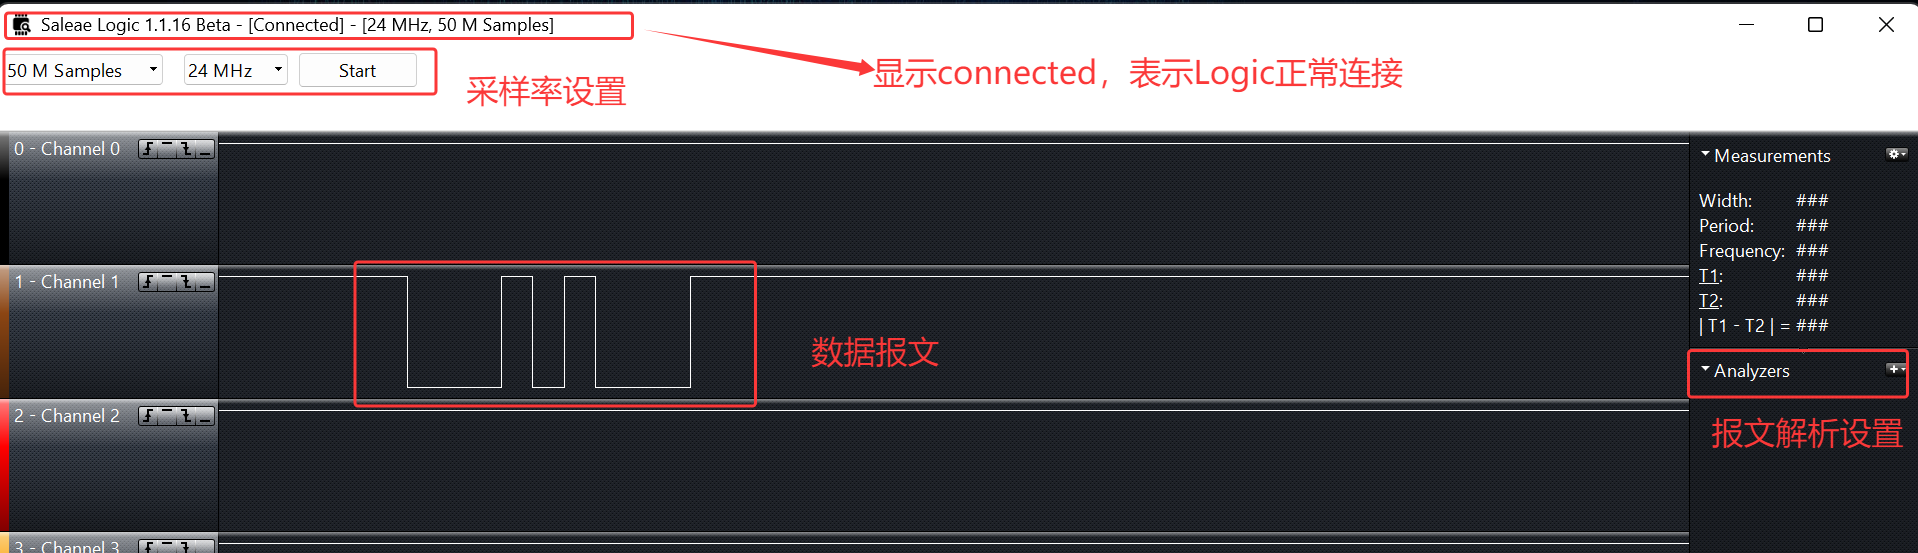 Saleae Logic 1.1.16 Beta - [Connected] - [24 MHz, 50 M Samples]
50 M Samples 24 MHz Start
采样率设置
显示connected，表示Logic正常连接
0 - Channel 0
Measurements
Width: ###
Period: ###
Frequency: ###
T1: ###
T2: ###
| T1 - T2 | = ###
1 - Channel 1
数据报文
Analyzers
报文解析设置
2 - Channel 2
3 - Channel 3